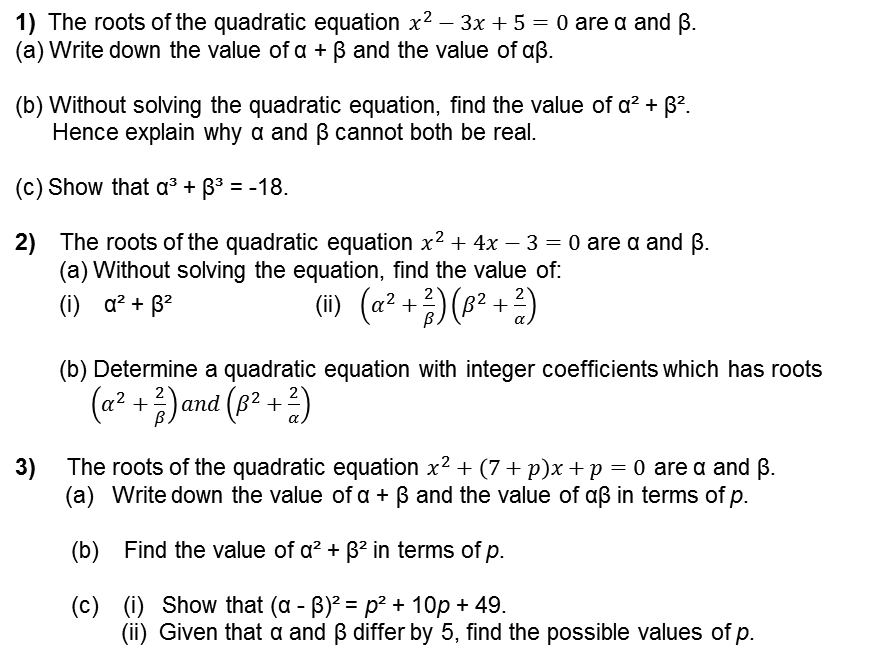 1) The roots of the quadratic equation x² − 3x + 5 = 0 are α and β.
(a) Write down the value of α + β and the value of αβ.
(b) Without solving the quadratic equation, find the value of α² + β².
Hence explain why α and β cannot both be real.
(c) Show that α³ + β³ = -18.
2) The roots of the quadratic equation x² + 4x − 3 = 0 are α and β.
(a) Without solving the equation, find the value of:
(i) α² + β² (ii) (α² + 2/β)(β² + 2/α)
(b) Determine a quadratic equation with integer coefficients which has roots
(α² + 2/β) and (β² + 2/α)
3) The roots of the quadratic equation x² + (7 + p)x + p = 0 are α and β.
(a) Write down the value of α + β and the value of αβ in terms of p.
(b) Find the value of α² + β² in terms of p.
(c) (i) Show that (α - β)² = p² + 10p + 49.
(ii) Given that α and β differ by 5, find the possible values of p.